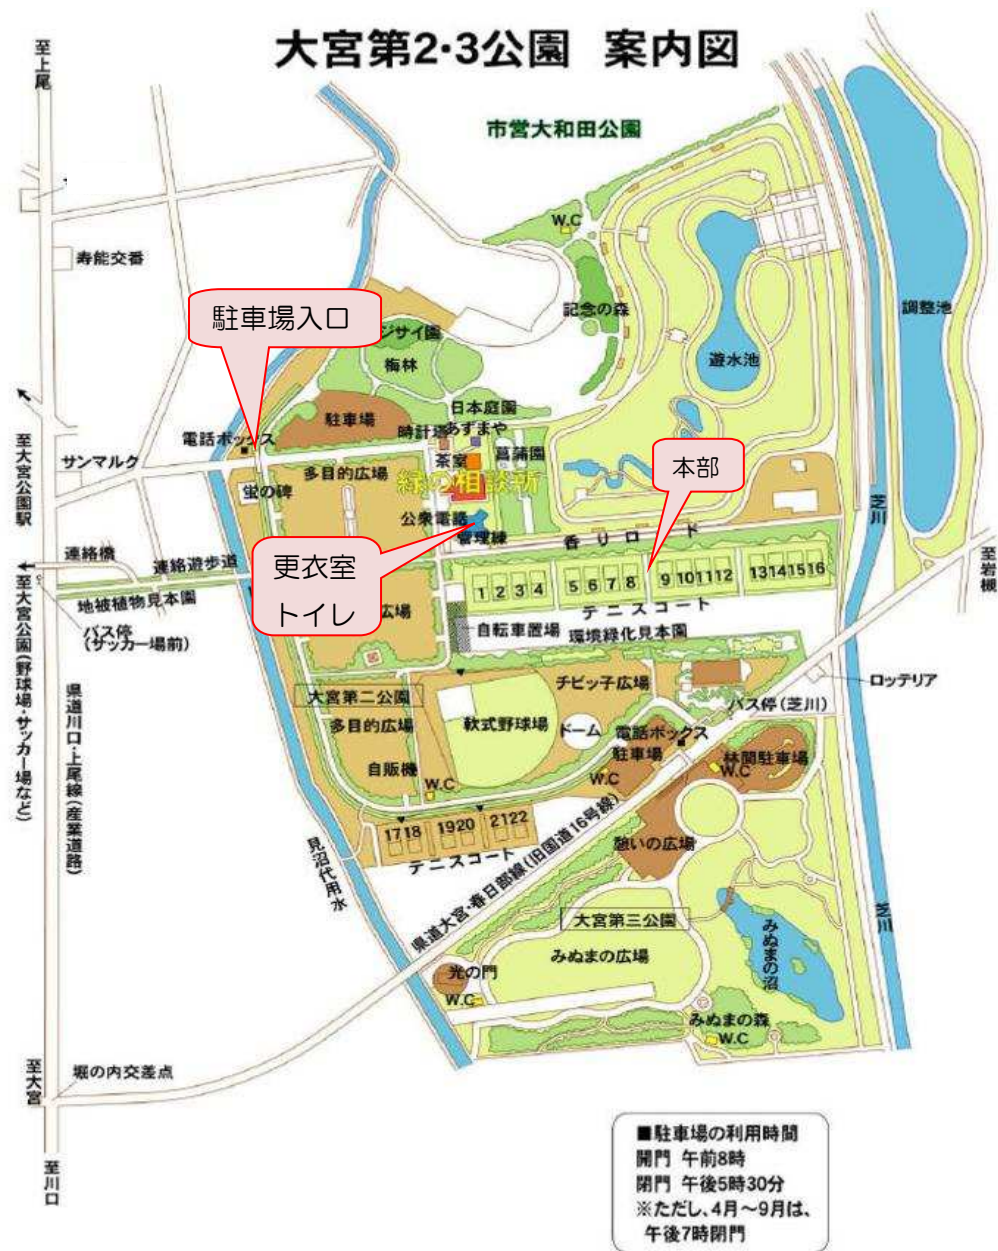 大宮第2・3公園 案内図
至上尾
市営大和田公園
W.C
寿能交番
調整池
記念の森
駐車場入口
ジサイ園
遊水池
梅林
日本庭園
駐車場
時計塔
あずまや
電話ボックス
サンマルク
茶室
菖蒲園
本部
多目的広場
緑の相談所
至大宮公園駅
蛍の碑
芝川
公衆電話
管理棟
香りロード
連絡橋
連絡遊歩道
更衣室
トイレ
至岩槻
1 2 3 4 5 6 7 8 9 10 11 12 13 14 15 16
地被植物見本園
広場
テニスコート
自転車置場
バス停
(サッカー場前)
環境緑化見本園
至大宮公園(野球場・サッカー場など)
県道川口・上尾線(産業道路)
ロッテリア
チビッ子広場
大宮第二公園
バス停(芝川)
多目的広場
軟式野球場
ドーム
電話ボックス
駐車場
林間駐車場
自販機
W.C
W.C
W.C
17 18 19 20 21 22
テニスコート
憩いの広場
見沼代用水
県道大宮・春日部線(旧国道16号線)
大宮第三公園
芝川
みぬまの広場
みぬまの沼
光の門
W.C
みぬまの森
W.C
至大宮
堀の内交差点
至川口
■駐車場の利用時間
開門 午前8時
閉門 午後5時30分
※ただし、4月〜9月は、
午後7時閉門